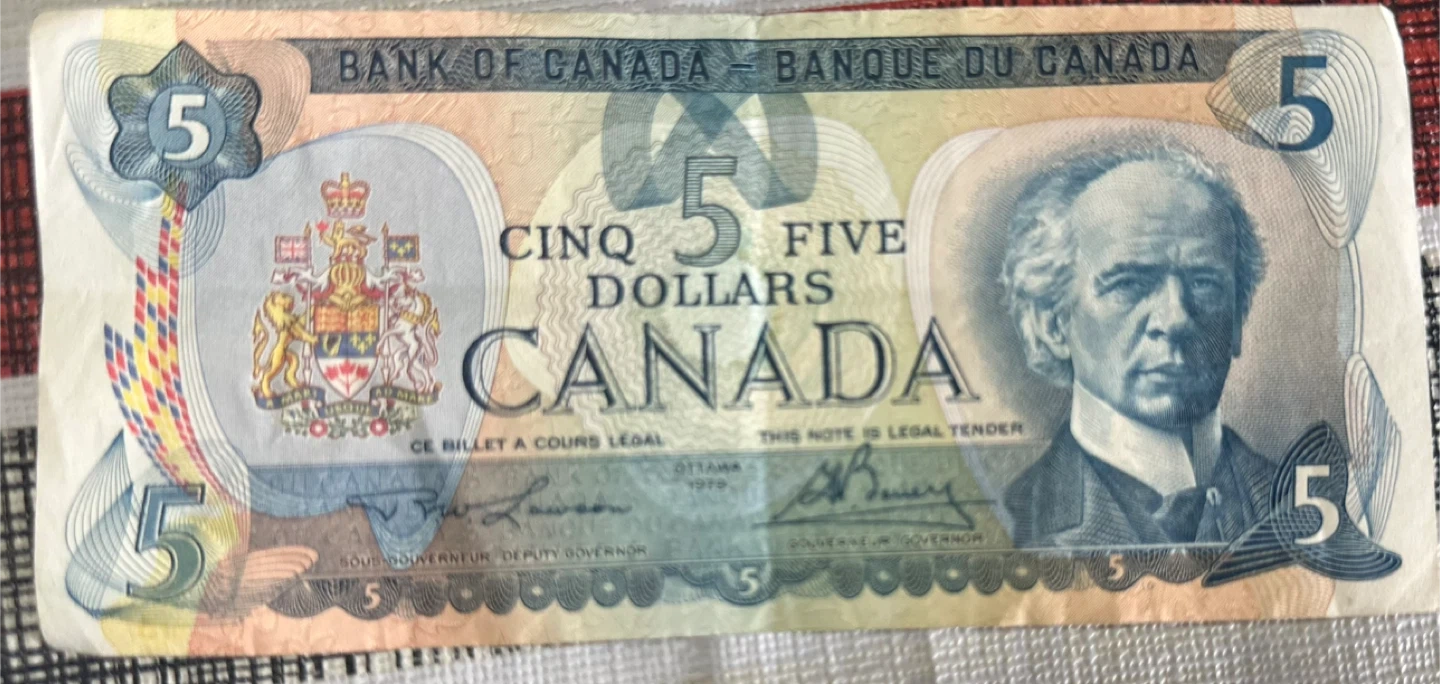 BANK OF CANADA – BANQUE DU CANADA
5
5
5
CINQ FIVE
DOLLARS
CANADA
CE BILLET A COURS LÉGAL
THIS NOTE IS LEGAL TENDER
OTTAWA
1979
SOUS-GOUVERNEUR DEPUTY GOVERNOR
GOUVERNEUR GOVERNOR
5
5
5
5
5